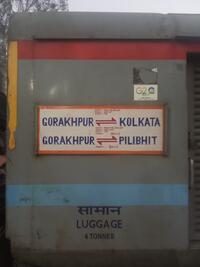 GORAKHPUR ⇌ KOLKATA
GORAKHPUR ⇌ PILIBHIT
सामान
LUGGAGE
4 TONNES